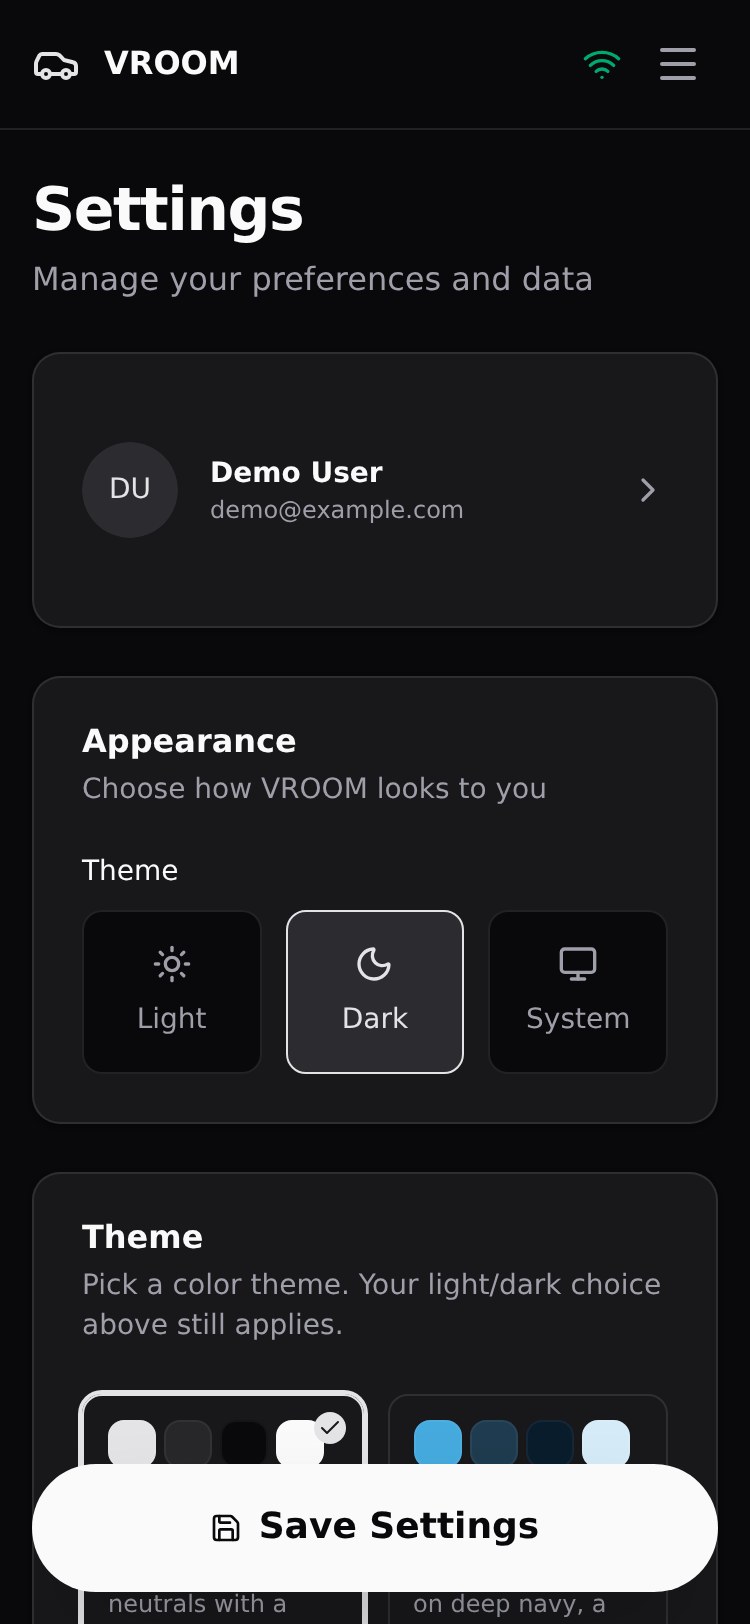 VROOM
Settings
Manage your preferences and data
DU
Demo User
demo@example.com
Appearance
Choose how VROOM looks to you
Theme
Light
Dark
System
Theme
Pick a color theme. Your light/dark choice
above still applies.
Save Settings
neutrals with a
on deep navy, a